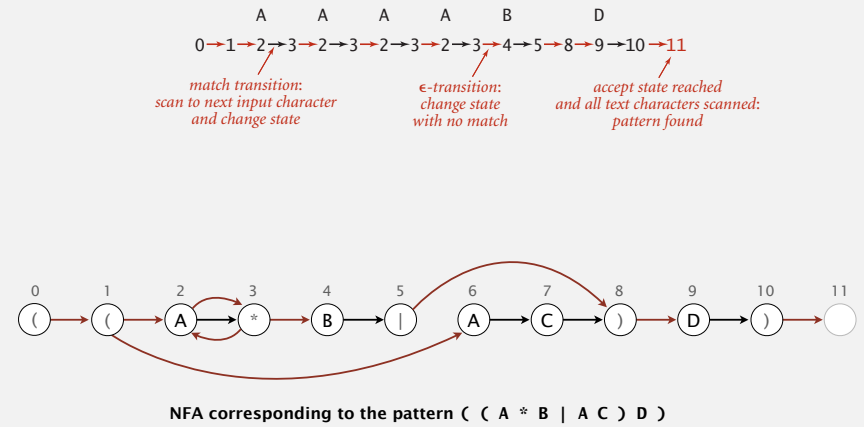 A A A A B D
0 1 2 3 2 3 2 3 2 3 4 5 8 9 10 11
match transition:
scan to next input character
and change state
ϵ-transition:
change state
with no match
accept state reached
and all text characters scanned:
pattern found
0 1 2 3 4 5 6 7 8 9 10 11
( ( A * B | A C ) D )
NFA corresponding to the pattern ( ( A * B | A C ) D )